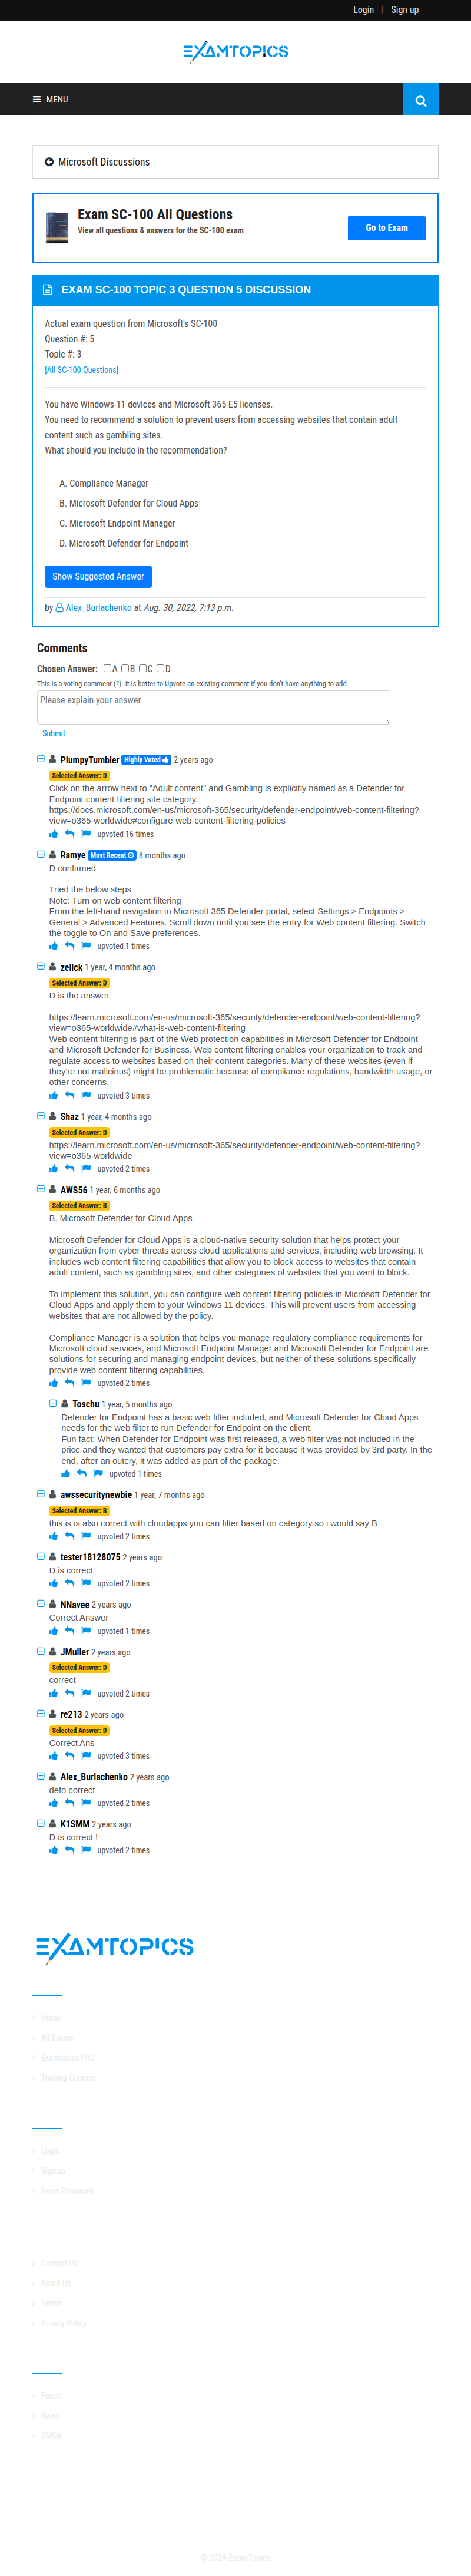 Login | Sign up
EXAMTOPICS
MENU
Microsoft Discussions
Exam SC-100 All Questions
View all questions & answers for the SC-100 exam
Go to Exam
EXAM SC-100 TOPIC 3 QUESTION 5 DISCUSSION
Actual exam question from Microsoft's SC-100
Question #: 5
Topic #: 3
[All SC-100 Questions]
You have Windows 11 devices and Microsoft 365 E5 licenses.
You need to recommend a solution to prevent users from accessing websites that contain adult
content such as gambling sites.
What should you include in the recommendation?
A. Compliance Manager
B. Microsoft Defender for Cloud Apps
C. Microsoft Endpoint Manager
D. Microsoft Defender for Endpoint
Show Suggested Answer
by Alex_Burlachenko at Aug. 30, 2022, 7:13 p.m.
Comments
Chosen Answer: A B C D
This is a voting comment (?). It is better to Upvote an existing comment if you don't have anything to add.
Please explain your answer
Submit
PlumpyTumbler Highly Voted 2 years ago
Selected Answer: D
Click on the arrow next to "Adult content" and Gambling is explicitly named as a Defender for
Endpoint content filtering site category.
https://docs.microsoft.com/en-us/microsoft-365/security/defender-endpoint/web-content-filtering?
view=o365-worldwide#configure-web-content-filtering-policies
upvoted 16 times
Ramye Most Recent 8 months ago
D confirmed
Tried the below steps
Note: Turn on web content filtering
From the left-hand navigation in Microsoft 365 Defender portal, select Settings > Endpoints >
General > Advanced Features. Scroll down until you see the entry for Web content filtering. Switch
the toggle to On and Save preferences.
upvoted 1 times
zellck 1 year, 4 months ago
Selected Answer: D
D is the answer.
https://learn.microsoft.com/en-us/microsoft-365/security/defender-endpoint/web-content-filtering?
view=o365-worldwide#what-is-web-content-filtering
Web content filtering is part of the Web protection capabilities in Microsoft Defender for Endpoint
and Microsoft Defender for Business. Web content filtering enables your organization to track and
regulate access to websites based on their content categories. Many of these websites (even if
they're not malicious) might be problematic because of compliance regulations, bandwidth usage, or
other concerns.
upvoted 3 times
Shaz 1 year, 4 months ago
Selected Answer: D
https://learn.microsoft.com/en-us/microsoft-365/security/defender-endpoint/web-content-filtering?
view=o365-worldwide
upvoted 2 times
AWS56 1 year, 6 months ago
Selected Answer: B
B. Microsoft Defender for Cloud Apps
Microsoft Defender for Cloud Apps is a cloud-native security solution that helps protect your
organization from cyber threats across cloud applications and services, including web browsing. It
includes web content filtering capabilities that allow you to block access to websites that contain
adult content, such as gambling sites, and other categories of websites that you want to block.
To implement this solution, you can configure web content filtering policies in Microsoft Defender for
Cloud Apps and apply them to your Windows 11 devices. This will prevent users from accessing
websites that are not allowed by the policy.
Compliance Manager is a solution that helps you manage regulatory compliance requirements for
Microsoft cloud services, and Microsoft Endpoint Manager and Microsoft Defender for Endpoint are
solutions for securing and managing endpoint devices, but neither of these solutions specifically
provide web content filtering capabilities.
upvoted 2 times
Toschu 1 year, 5 months ago
Defender for Endpoint has a basic web filter included, and Microsoft Defender for Cloud Apps
needs for the web filter to run Defender for Endpoint on the client.
Fun fact: When Defender for Endpoint was first released, a web filter was not included in the
price and they wanted that customers pay extra for it because it was provided by 3rd party. In the
end, after an outcry, it was added as part of the package.
upvoted 1 times
awssecuritynewbie 1 year, 7 months ago
Selected Answer: B
this is is also correct with cloudapps you can filter based on category so i would say B
upvoted 2 times
tester18128075 2 years ago
D is correct
upvoted 2 times
NNavee 2 years ago
Correct Answer
upvoted 1 times
JMuller 2 years ago
Selected Answer: D
correct
upvoted 2 times
re213 2 years ago
Selected Answer: D
Correct Ans
upvoted 3 times
Alex_Burlachenko 2 years ago
defo correct
upvoted 2 times
K1SMM 2 years ago
D is correct !
upvoted 2 times
EXAMTOPICS
Home
All Exams
Examtopics PRO
Training Courses
Login
Sign up
Reset Password
Contact Us
About Us
Terms
Privacy Policy
Forum
News
DMCA
© 2024 ExamTopics